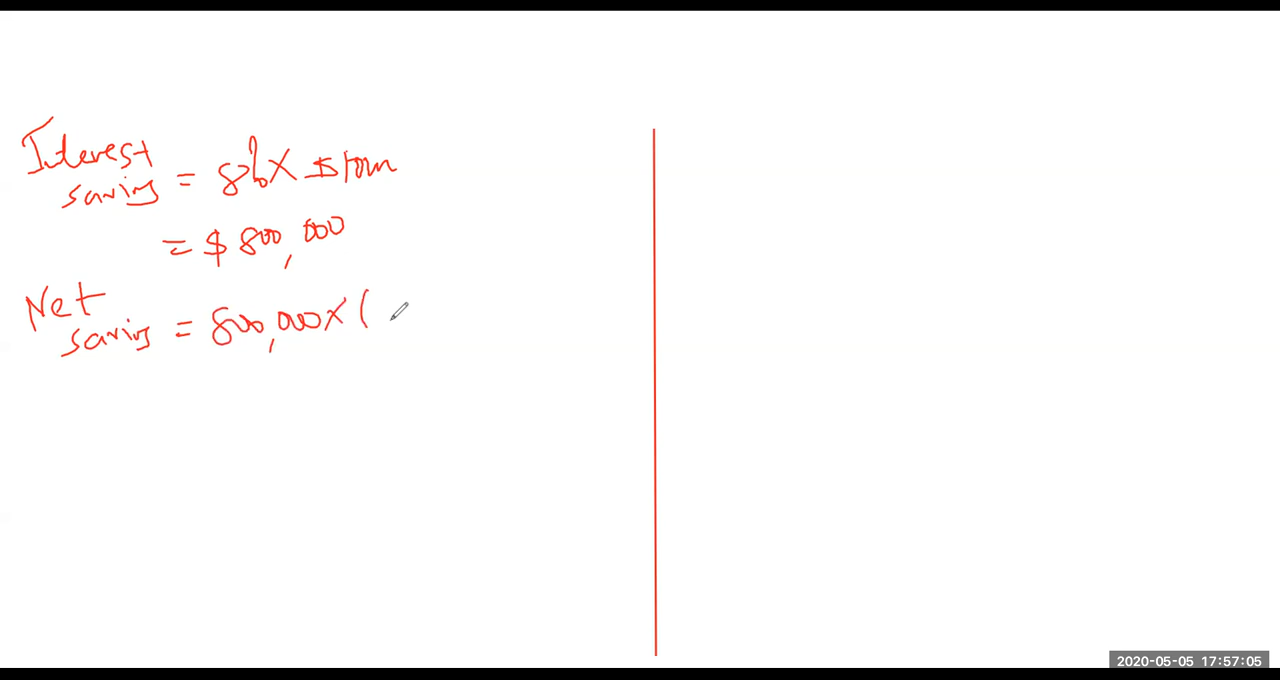 Interest
saving = 8% X $10m
= $ 800,000
Net
saving = 800,000 X (
2020-05-05 17:57:05